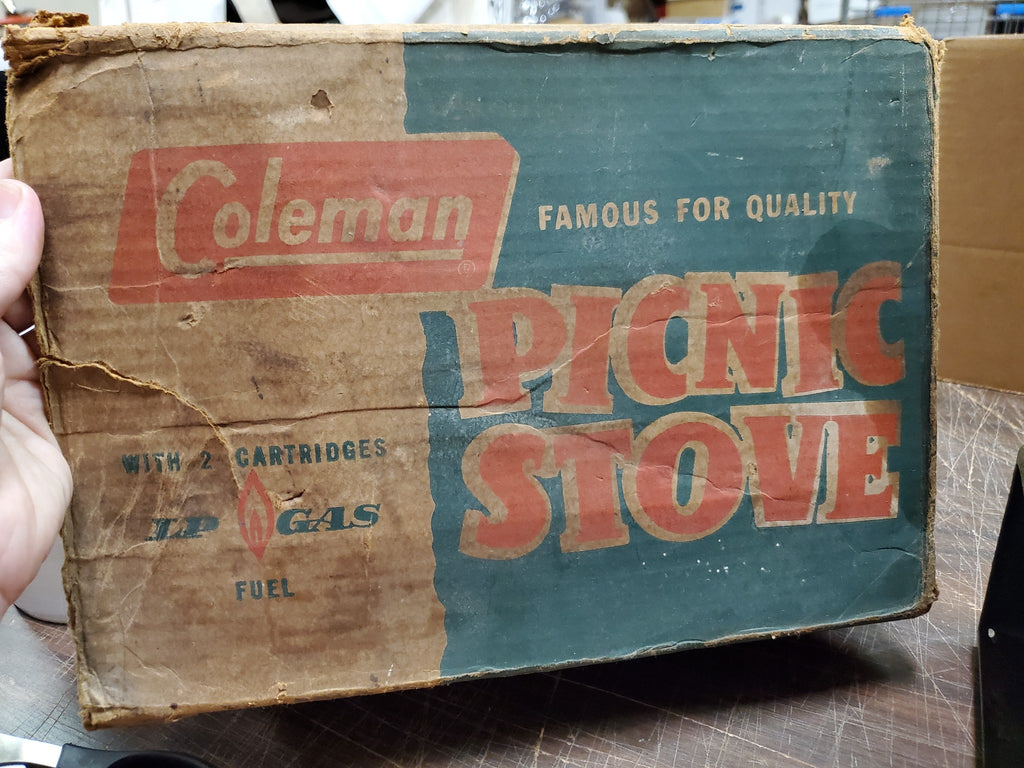 Coleman
®
FAMOUS FOR QUALITY
PICNIC
STOVE
WITH 2 CARTRIDGES
LP GAS
FUEL